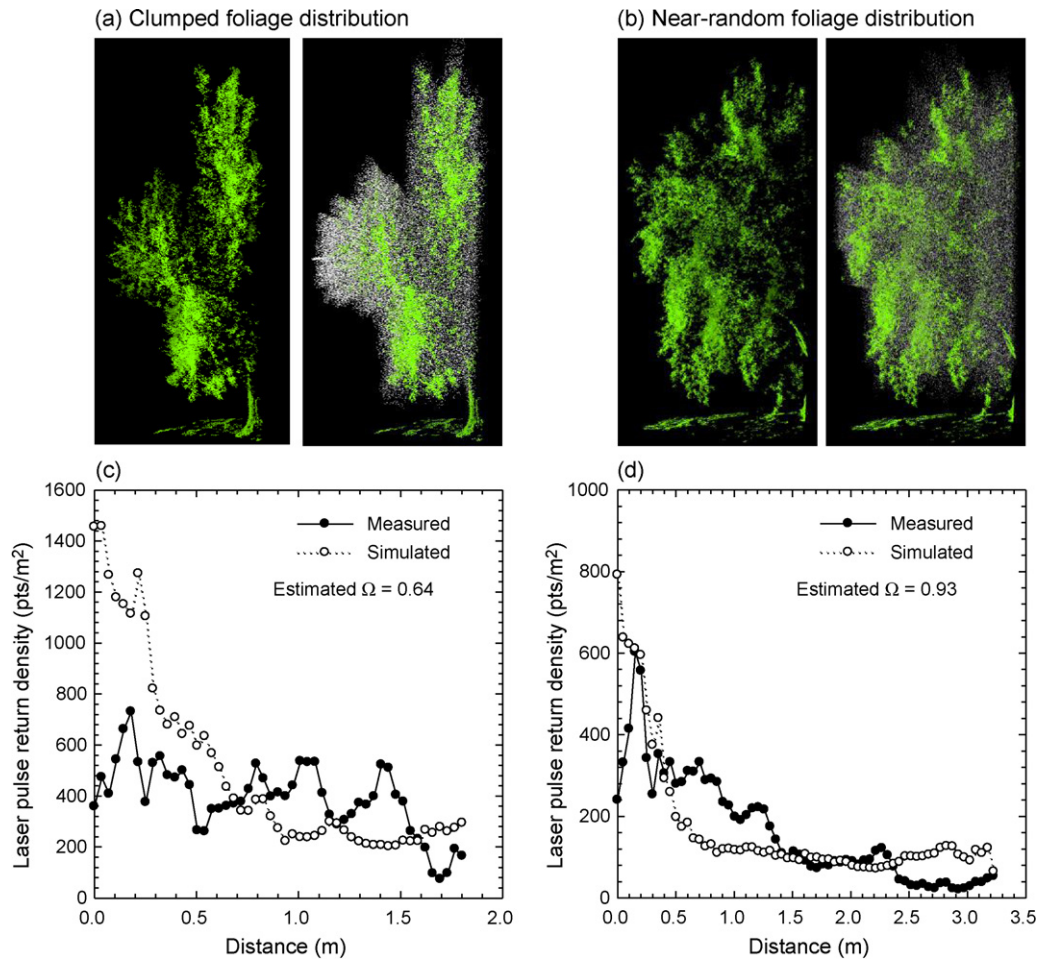 (a) Clumped foliage distribution
(b) Near-random foliage distribution
(c)
1600
1400
1200
1000
800
600
400
200
0
0.0 0.5 1.0 1.5 2.0
Laser pulse return density (pts/m²)
Distance (m)
Measured
Simulated
Estimated Ω = 0.64
(d)
1000
800
600
400
200
0
0.0 0.5 1.0 1.5 2.0 2.5 3.0 3.5
Laser pulse return density (pts/m²)
Distance (m)
Measured
Simulated
Estimated Ω = 0.93